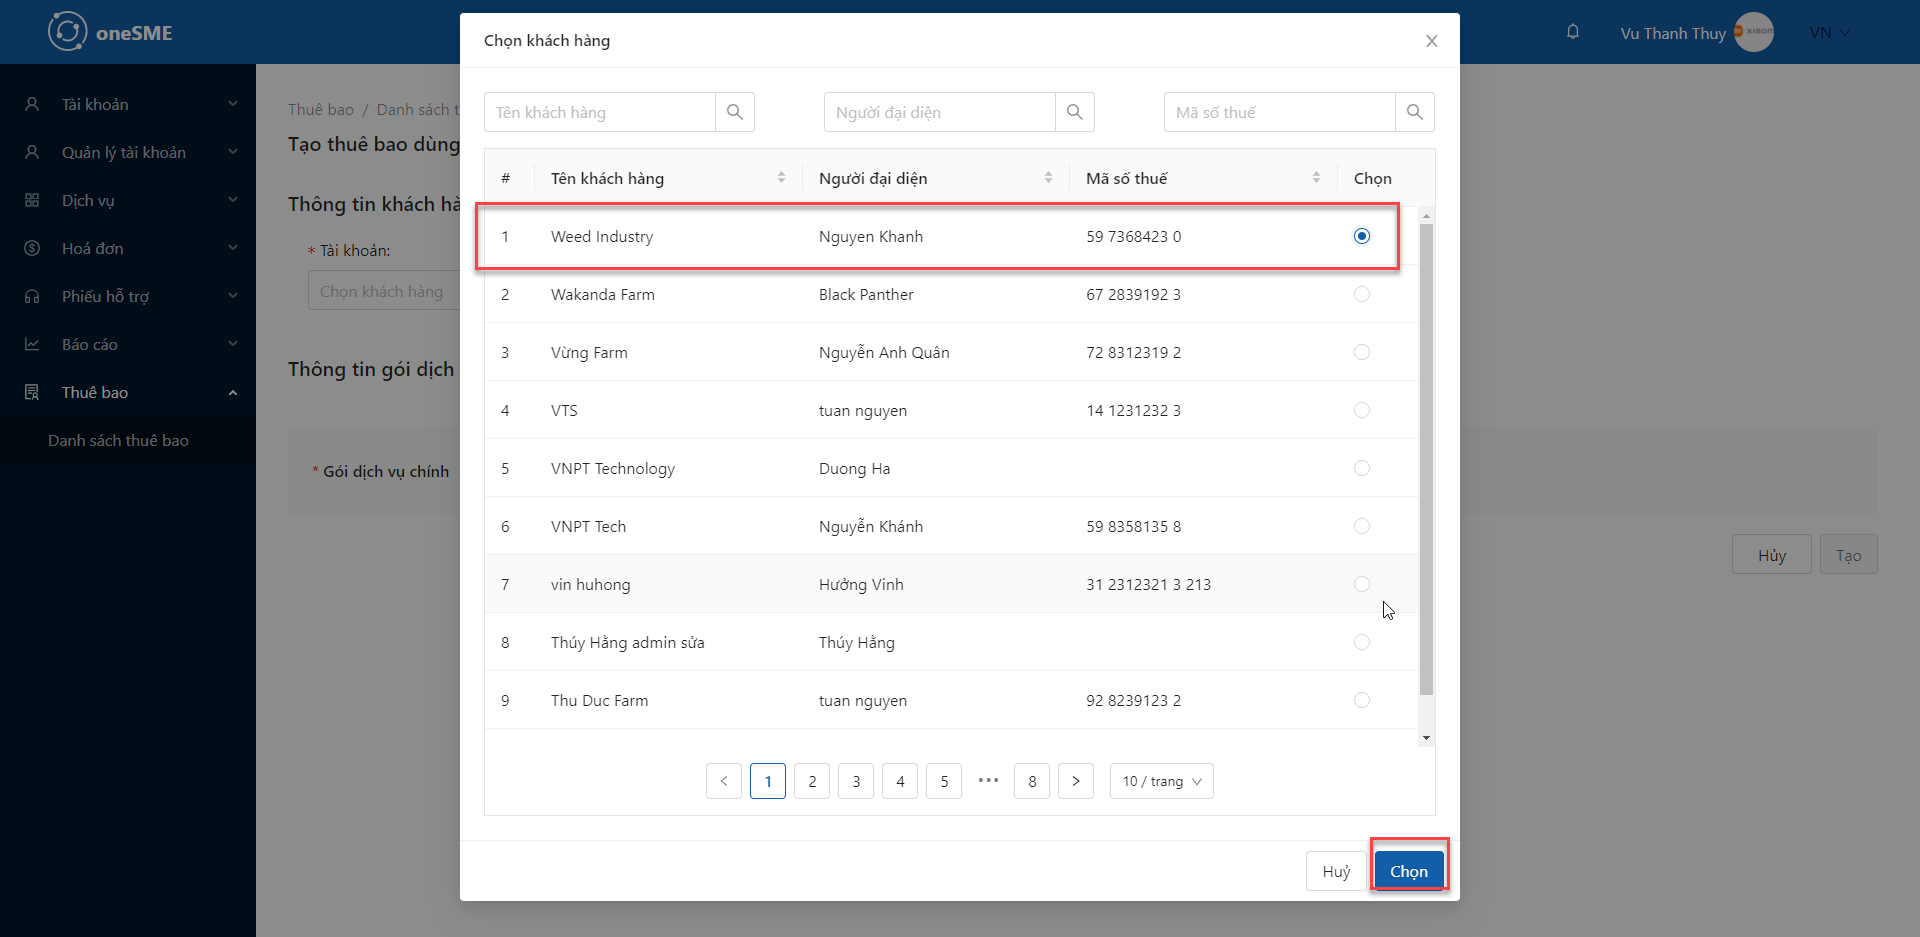 oneSME
Vu Thanh Thuy
VN
Tài khoản
Quản lý tài khoản
Dịch vụ
Hoá đơn
Phiếu hỗ trợ
Báo cáo
Thuê bao
Danh sách thuê bao
Thuê bao / Danh sách
Tạo thuê bao dùng
Thông tin khách
* Tài khoản:
Chọn khách hàng
Thông tin gói dịch
* Gói dịch vụ chính
Hủy
Tạo
Chọn khách hàng
Tên khách hàng
Người đại diện
Mã số thuế
# Tên khách hàng Người đại diện Mã số thuế Chọn
1 Weed Industry Nguyen Khanh 59 7368423 0
2 Wakanda Farm Black Panther 67 2839192 3
3 Vừng Farm Nguyễn Anh Quân 72 8312319 2
4 VTS tuan nguyen 14 1231232 3
5 VNPT Technology Duong Ha
6 VNPT Tech Nguyễn Khánh 59 8358135 8
7 vin huhong Hưởng Vinh 31 2312321 3 213
8 Thúy Hằng admin sửa Thúy Hằng
9 Thu Duc Farm tuan nguyen 92 8239123 2
< 1 2 3 4 5 ••• 8 > 10 / trang
Huỷ
Chọn